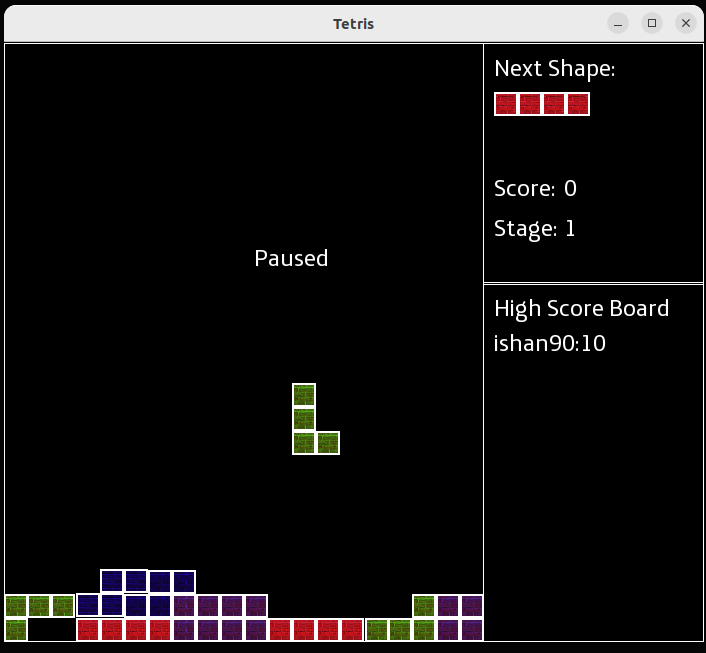 Tetris
Next Shape:
Score: 0
Stage: 1
Paused
High Score Board
ishan90:10